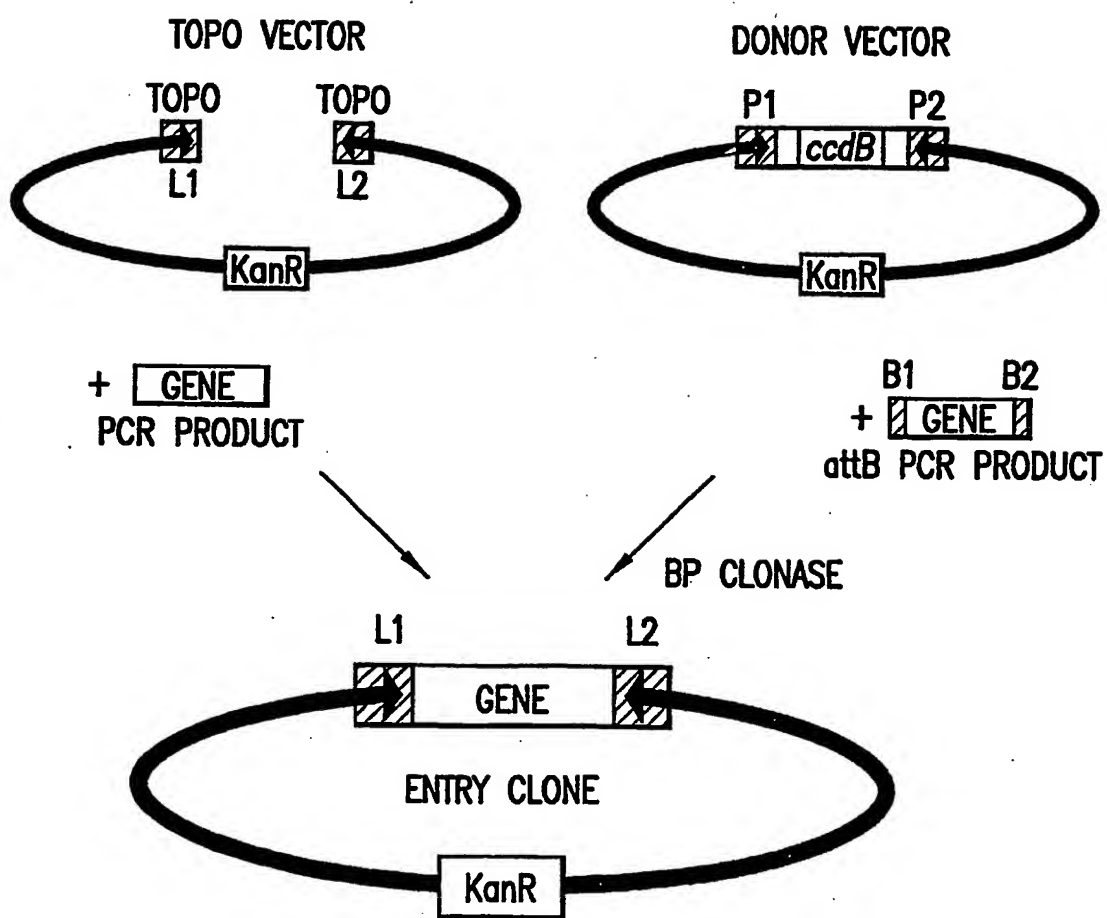 TOPO VECTOR
TOPO TOPO
L1 L2
KanR
+ GENE
PCR PRODUCT
DONOR VECTOR
P1 P2
ccdB
KanR
B1 B2
+ GENE
attB PCR PRODUCT
BP CLONASE
L1 L2
GENE
ENTRY CLONE
KanR